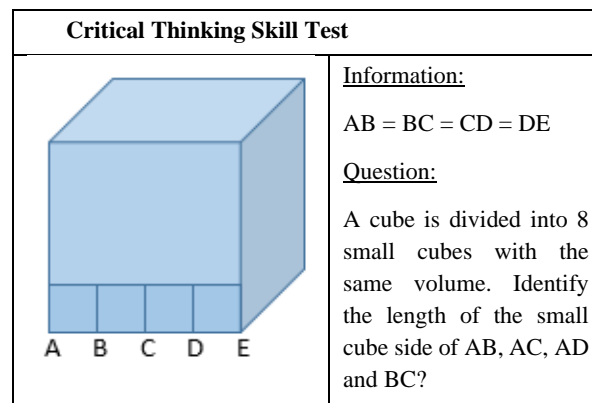 Critical Thinking Skill Test
A B C D E
Information:
AB = BC = CD = DE
Question:
A cube is divided into 8
small cubes with the
same volume. Identify
the length of the small
cube side of AB, AC, AD
and BC?